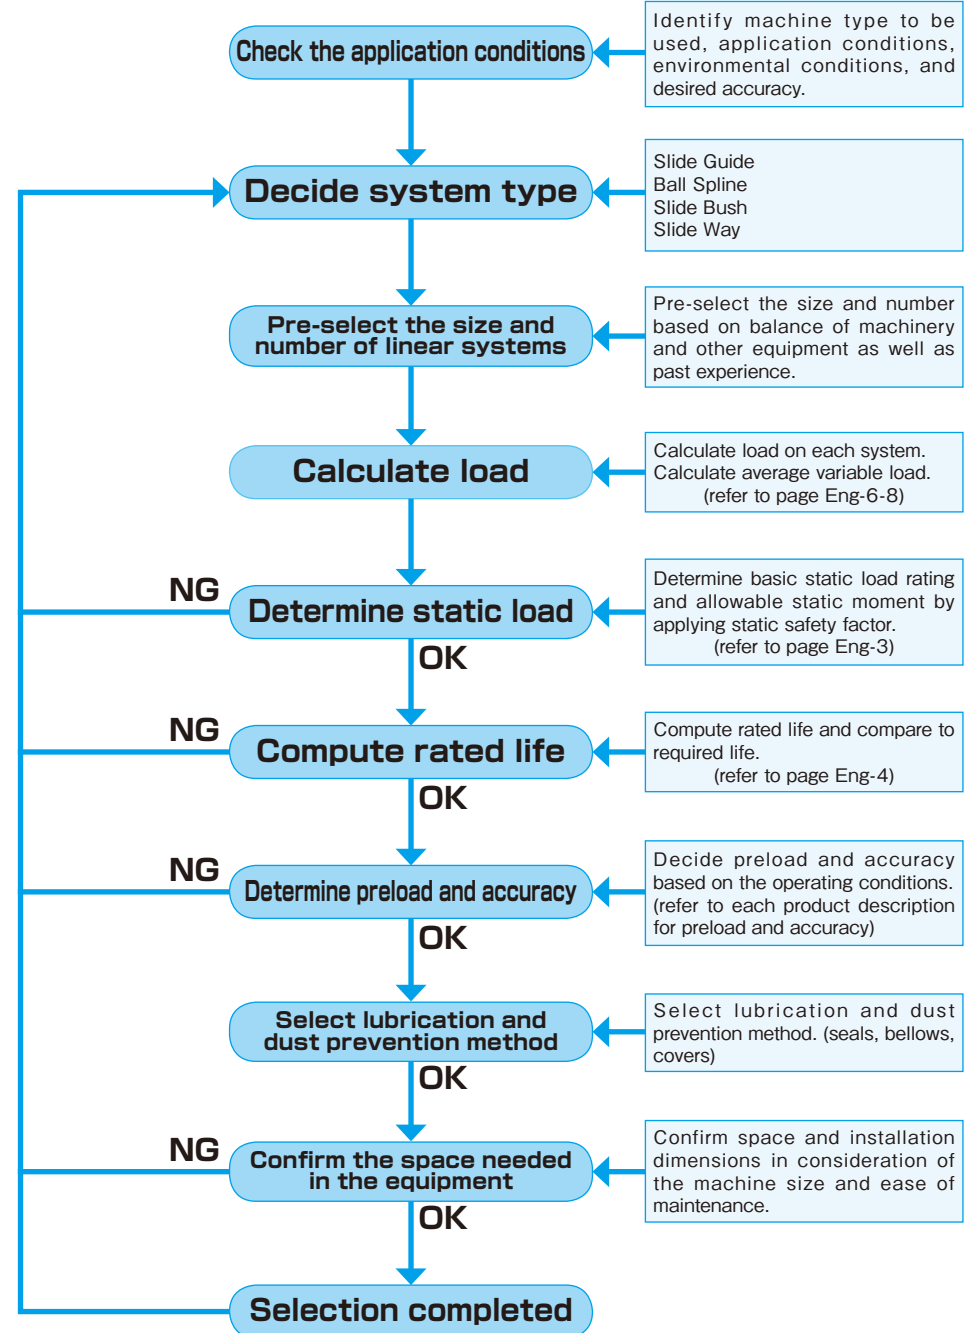 Check the application conditions
Identify machine type to be
used, application conditions,
environmental conditions, and
desired accuracy.
Decide system type
Slide Guide
Ball Spline
Slide Bush
Slide Way
Pre-select the size and
number of linear systems
Pre-select the size and number
based on balance of machinery
and other equipment as well as
past experience.
Calculate load
Calculate load on each system.
Calculate average variable load.
(refer to page Eng-6-8)
NG
Determine static load
OK
Determine basic static load rating
and allowable static moment by
applying static safety factor.
(refer to page Eng-3)
NG
Compute rated life
OK
Compute rated life and compare to
required life.
(refer to page Eng-4)
NG
Determine preload and accuracy
OK
Decide preload and accuracy
based on the operating conditions.
(refer to each product description
for preload and accuracy)
Select lubrication and
dust prevention method
OK
Select lubrication and dust
prevention method. (seals, bellows,
covers)
NG
Confirm the space needed
in the equipment
OK
Confirm space and installation
dimensions in consideration of
the machine size and ease of
maintenance.
Selection completed